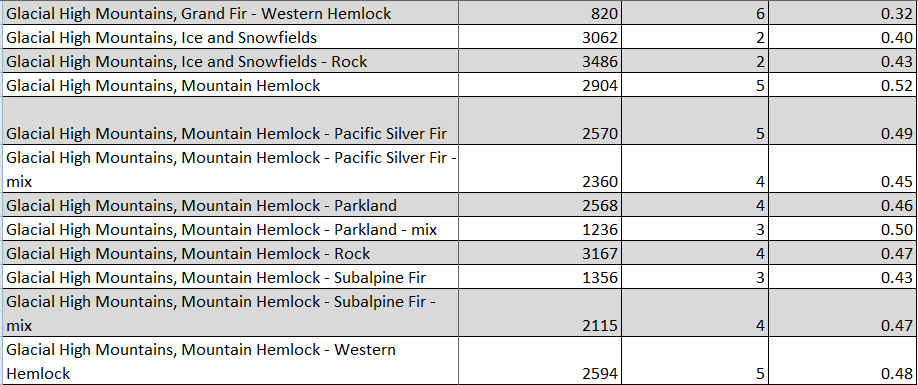 Glacial High Mountains, Grand Fir - Western Hemlock 820 6 0.32
Glacial High Mountains, Ice and Snowfields 3062 2 0.40
Glacial High Mountains, Ice and Snowfields - Rock 3486 2 0.43
Glacial High Mountains, Mountain Hemlock 2904 5 0.52
Glacial High Mountains, Mountain Hemlock - Pacific Silver Fir 2570 5 0.49
Glacial High Mountains, Mountain Hemlock - Pacific Silver Fir -
mix 2360 4 0.45
Glacial High Mountains, Mountain Hemlock - Parkland 2568 4 0.46
Glacial High Mountains, Mountain Hemlock - Parkland - mix 1236 3 0.50
Glacial High Mountains, Mountain Hemlock - Rock 3167 4 0.47
Glacial High Mountains, Mountain Hemlock - Subalpine Fir 1356 3 0.43
Glacial High Mountains, Mountain Hemlock - Subalpine Fir -
mix 2115 4 0.47
Glacial High Mountains, Mountain Hemlock - Western
Hemlock 2594 5 0.48